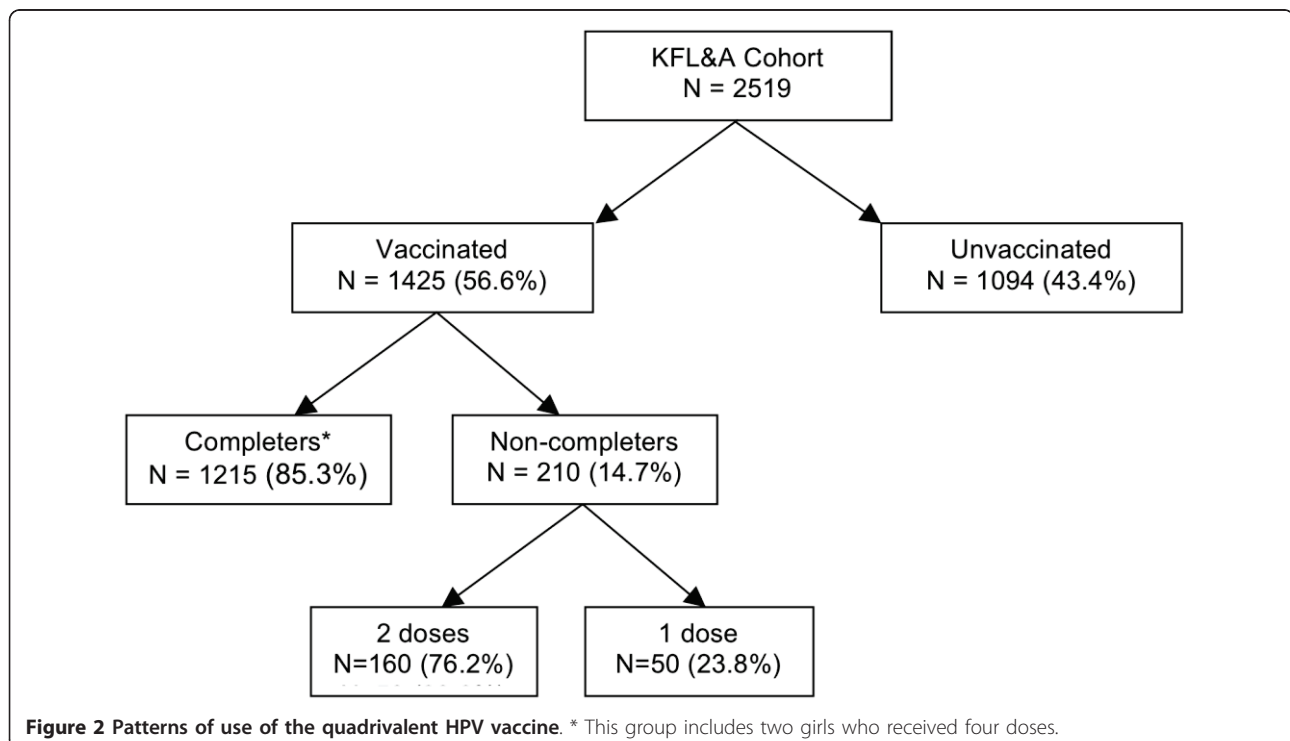 KFL&A Cohort
N = 2519
Vaccinated
N = 1425 (56.6%)
Unvaccinated
N = 1094 (43.4%)
Completers*
N = 1215 (85.3%)
Non-completers
N = 210 (14.7%)
2 doses
N=160 (76.2%)
1 dose
N=50 (23.8%)
Figure 2 Patterns of use of the quadrivalent HPV vaccine. * This group includes two girls who received four doses.